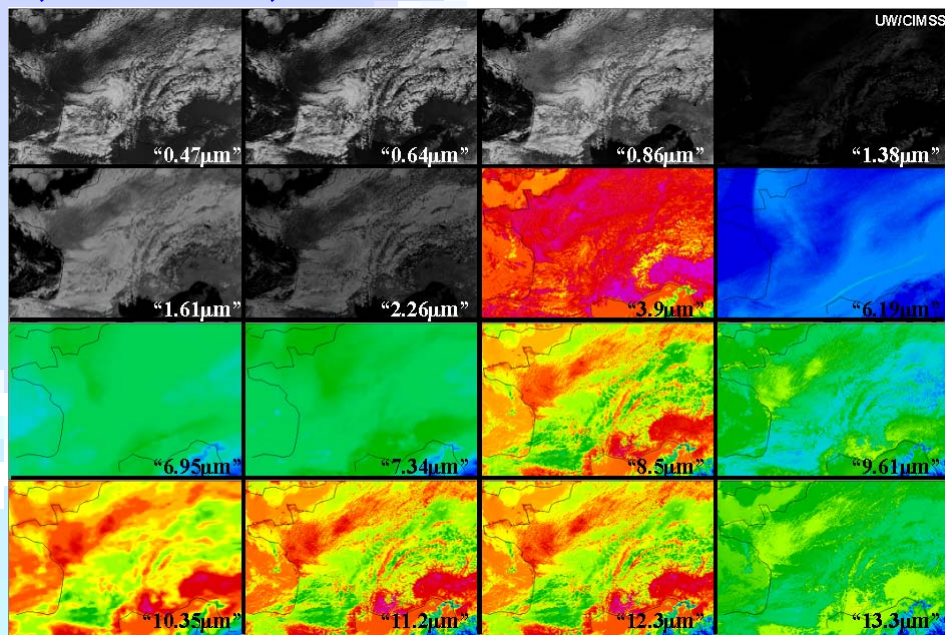 UW/CIMSS
“0.47µm” “0.64µm” “0.86µm” “1.38µm”
“1.61µm” “2.26µm” “3.9µm” “6.19µm”
“6.95µm” “7.34µm” “8.5µm” “9.61µm”
“10.35µm” “11.2µm” “12.3µm” “13.3µm”